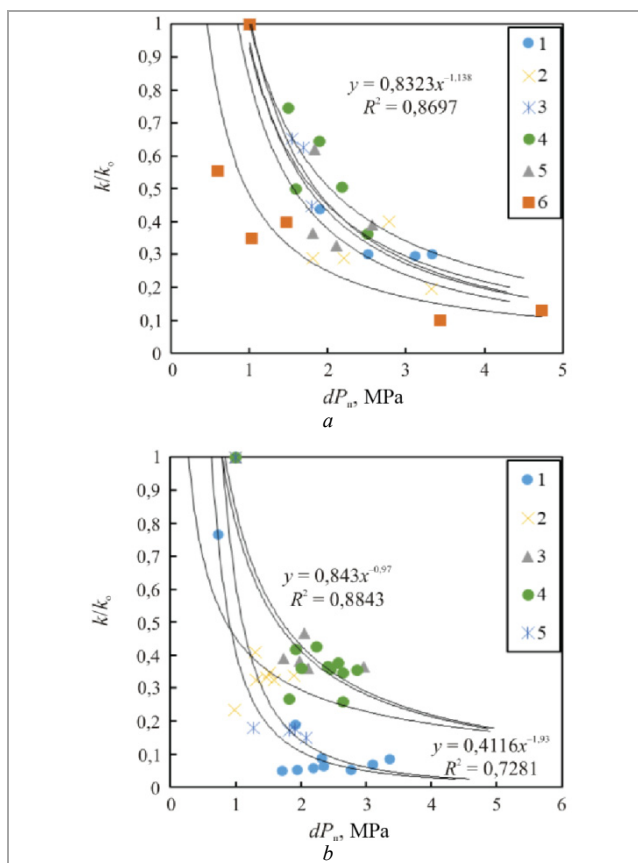 1
0,9
0,8
0,7
0,6
0,5
0,4
0,3
0,2
0,1
0
k/kₒ
y = 0,8323x⁻¹·¹³⁸
R² = 0,8697
1
2
3
4
5
6
0 1 2 3 4 5
dPₙ, MPa
a
1
0,9
0,8
0,7
0,6
0,5
0,4
0,3
0,2
0,1
0
k/kₒ
y = 0,843x⁻⁰,⁹⁷
R² = 0,8843
y = 0,4116x⁻¹,⁹³
R² = 0,7281
1
2
3
4
5
0 1 2 3 4 5 6
dPₙ, MPa
b